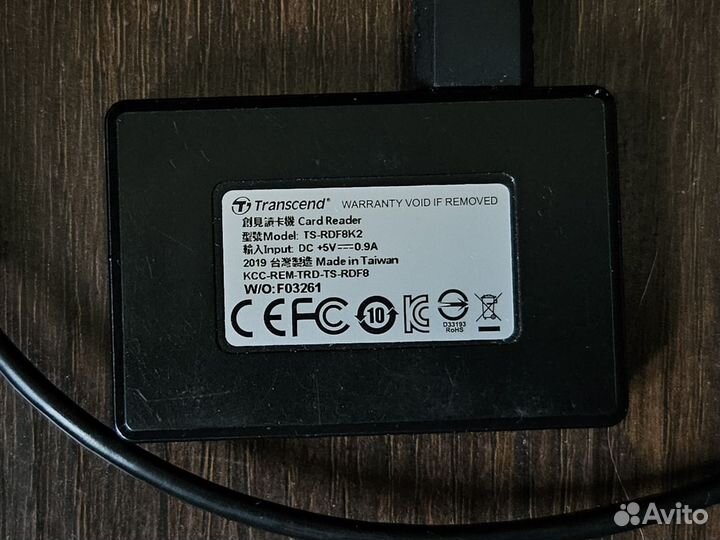 Transcend® WARRANTY VOID IF REMOVED
創見讀卡機 Card Reader
型號Model: TS-RDF8K2
輸入Input: DC +5V⎓0.9A
2019 台灣製造 Made in Taiwan
KCC-REM-TRD-TS-RDF8
W/O:F03261
CE FC 10 KC
D33193
RoHS
Avito